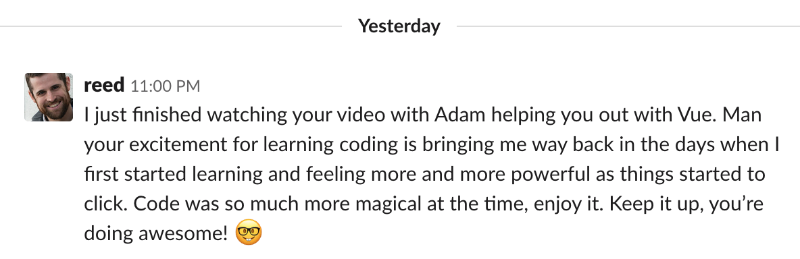 Yesterday
reed 11:00 PM
I just finished watching your video with Adam helping you out with Vue. Man
your excitement for learning coding is bringing me way back in the days when I
first started learning and feeling more and more powerful as things started to
click. Code was so much more magical at the time, enjoy it. Keep it up, you’re
doing awesome! 🤓